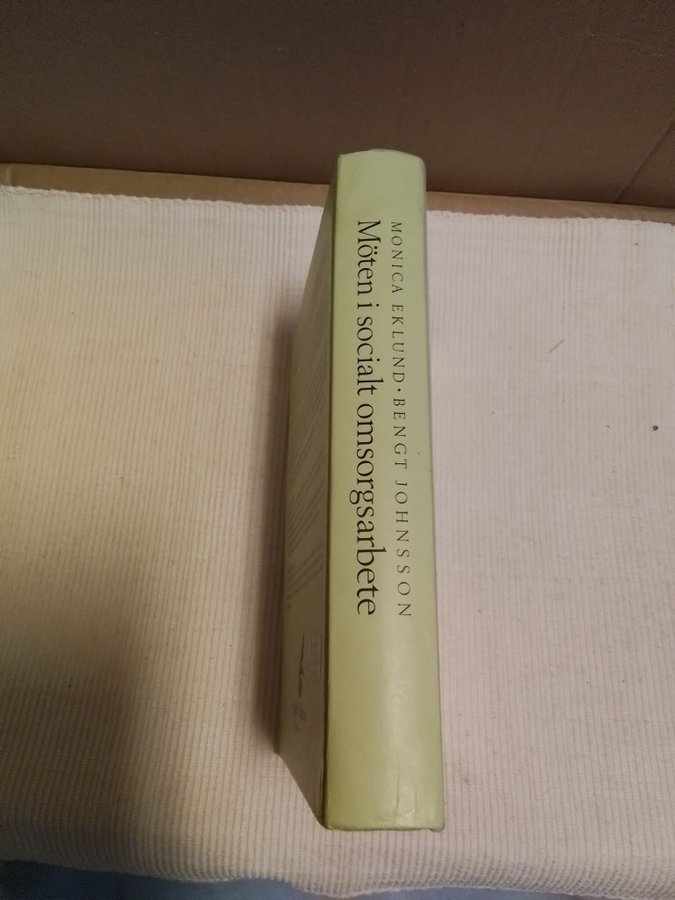 MONICA EKLUND · BENGT JOHNSSON
Möten i socialt omsorgsarbete